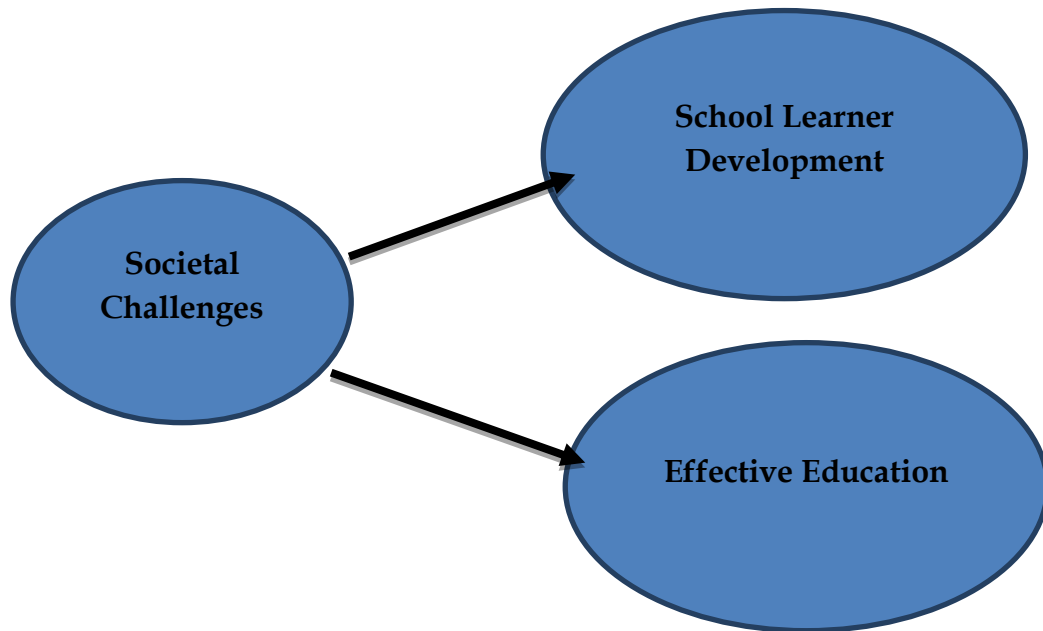 School Learner
Development
Societal
Challenges
Effective Education